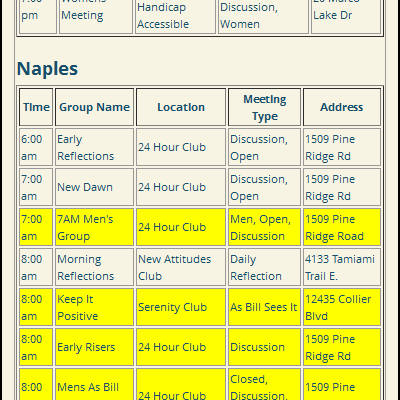 7:00 pm Womens Meeting Handicap Accessible Discussion, Women Lake Dr
Naples
Time Group Name Location Meeting Type Address
6:00 am Early Reflections 24 Hour Club Discussion, Open 1509 Pine Ridge Rd
7:00 am New Dawn 24 Hour Club Discussion, Open 1509 Pine Ridge Rd
7:00 am 7AM Men's Group 24 Hour Club Men, Open, Discussion 1509 Pine Ridge Road
8:00 am Morning Reflections New Attitudes Club Daily Reflection 4133 Tamiami Trail E.
8:00 am Keep It Positive Serenity Club As Bill Sees It 12435 Collier Blvd
8:00 am Early Risers 24 Hour Club Discussion 1509 Pine Ridge Rd
8:00 Mens As Bill 24 Hour Club Closed, Discussion, 1509 Pine